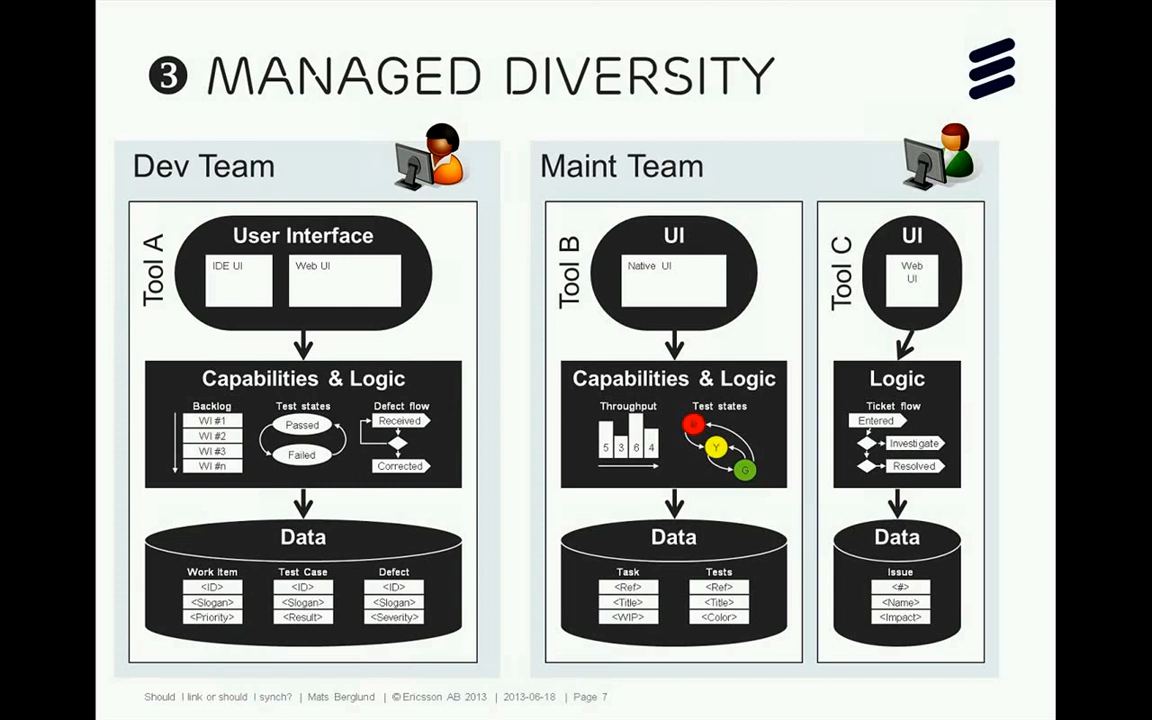 3 MANAGED DIVERSITY
Dev Team
Tool A
User Interface
IDE UI
Web UI
Capabilities & Logic
Backlog
WI #1
WI #2
WI #3
WI #n
Test states
Passed
Failed
Defect flow
Received
Corrected
Data
Work Item
<ID>
<Slogan>
<Priority>
Test Case
<ID>
<Slogan>
<Result>
Defect
<ID>
<Slogan>
<Severity>
Maint Team
Tool B
UI
Native UI
Capabilities & Logic
Throughput
5 3 6 4
Test states
Y
G
Data
Task
<Ref>
<Title>
<WIP>
Tests
<Ref>
<Title>
<Color>
Tool C
UI
Web
UI
Logic
Ticket flow
Entered
Investigate
Resolved
Data
Issue
<#>
<Name>
<Impact>
Should I link or should I synch? | Mats Berglund | © Ericsson AB 2013 | 2013-06-18 | Page 7